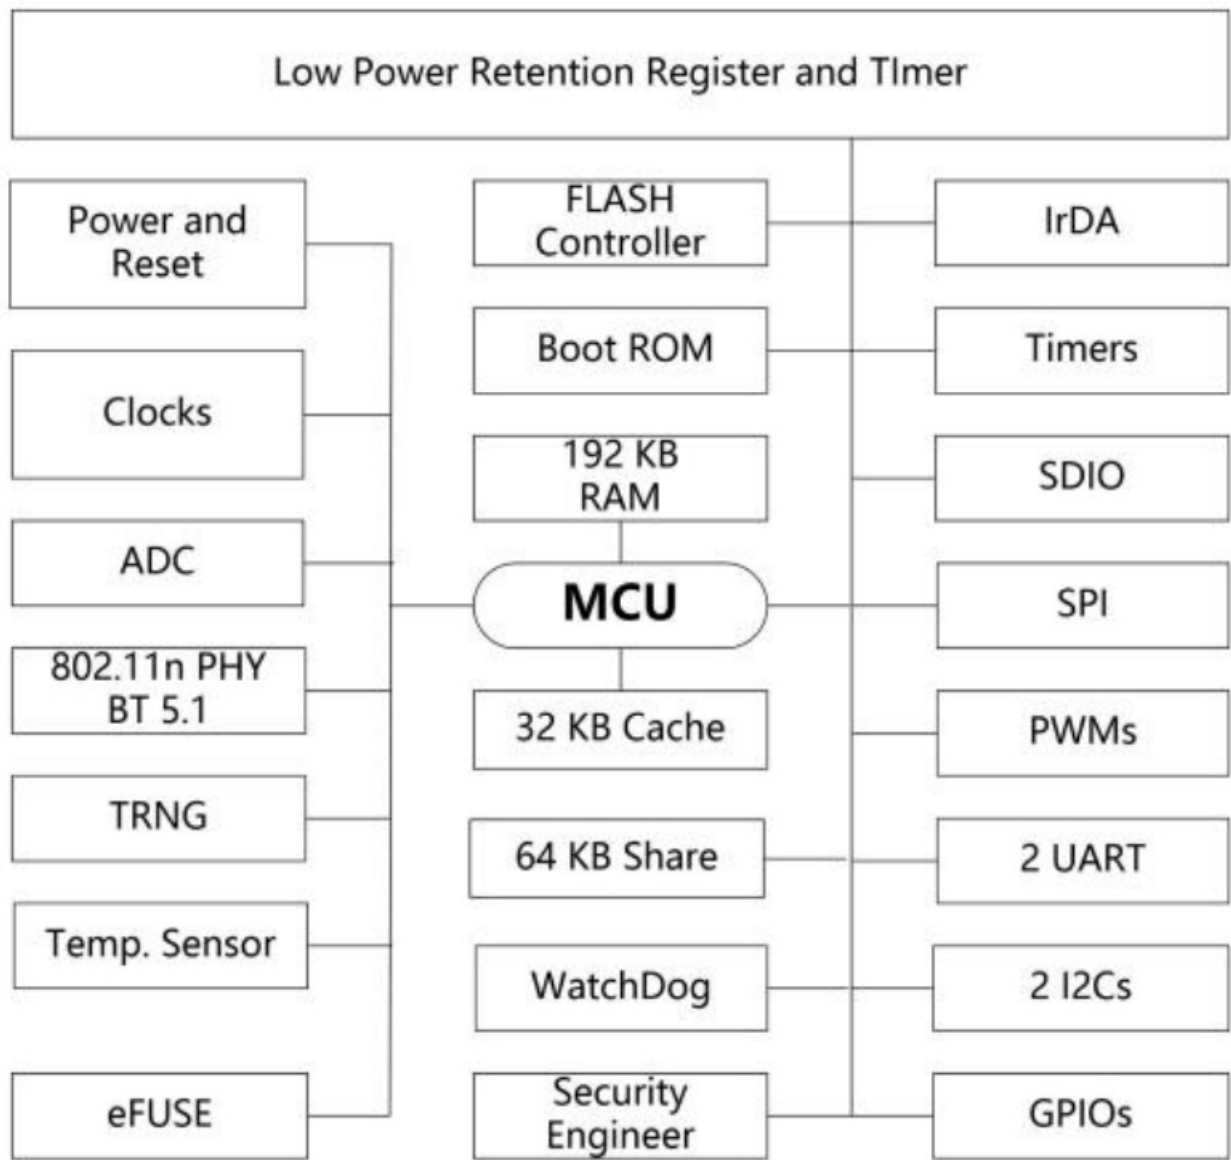 Low Power Retention Register and TImer
Power and
Reset
Clocks
ADC
802.11n PHY
BT 5.1
TRNG
Temp. Sensor
eFUSE
FLASH
Controller
Boot ROM
192 KB
RAM
MCU
32 KB Cache
64 KB Share
WatchDog
Security
Engineer
IrDA
Timers
SDIO
SPI
PWMs
2 UART
2 I2Cs
GPIOs